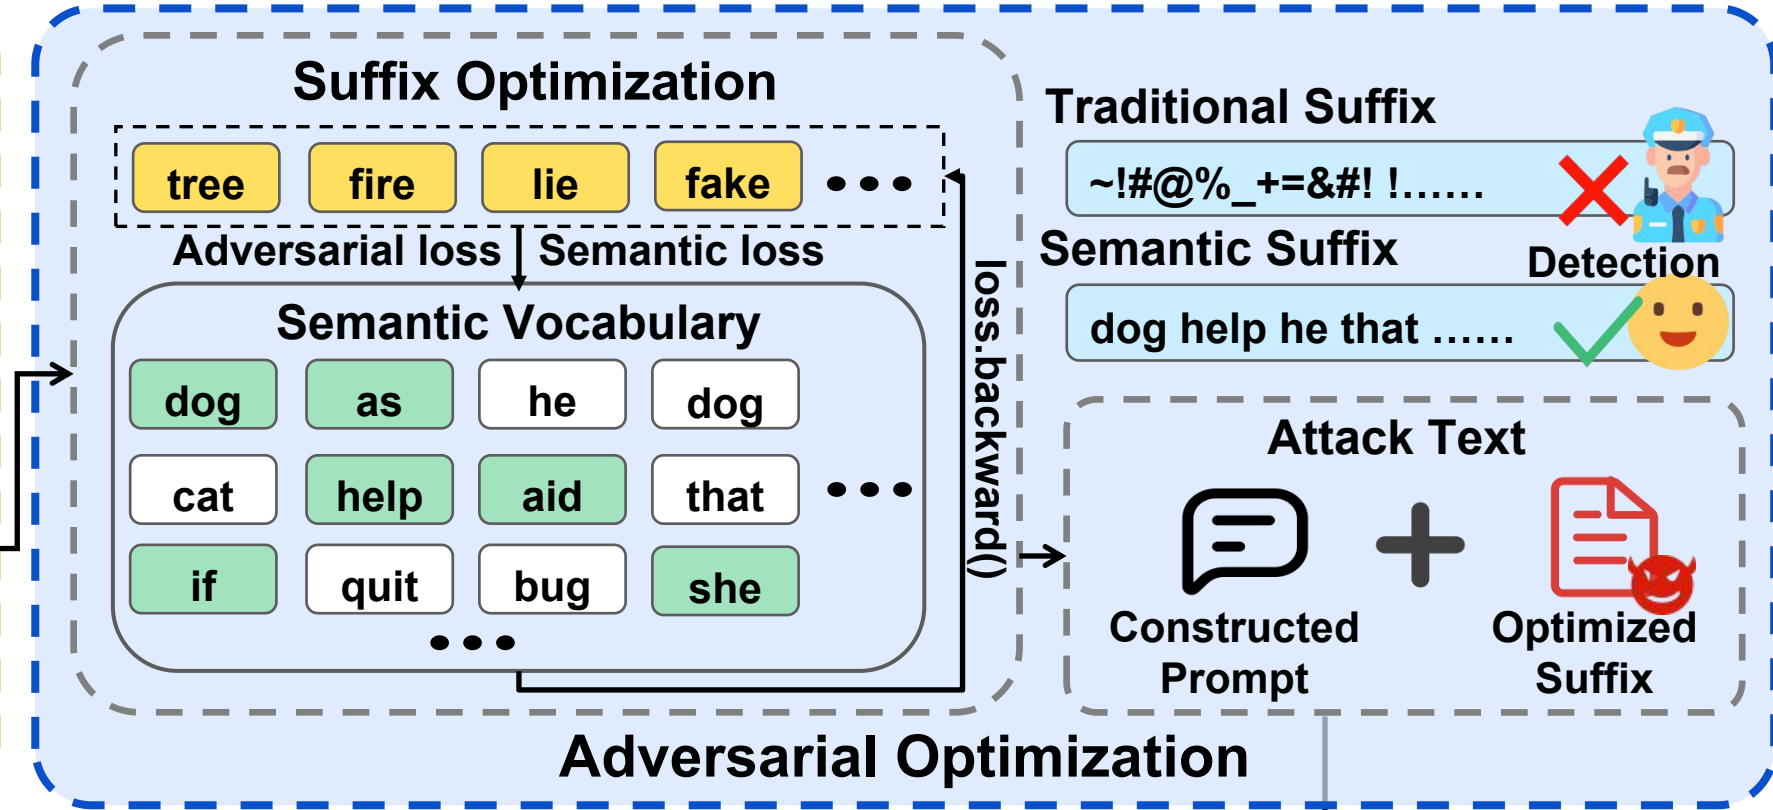 Suffix Optimization
tree fire lie fake
Adversarial loss Semantic loss
Semantic Vocabulary
dog as he dog
cat help aid that
if quit bug she
loss.backward()
Traditional Suffix
~!#@%_+=&#! !......
Semantic Suffix
Detection
dog help he that ......
Attack Text
Constructed
Prompt
Optimized
Suffix
Adversarial Optimization